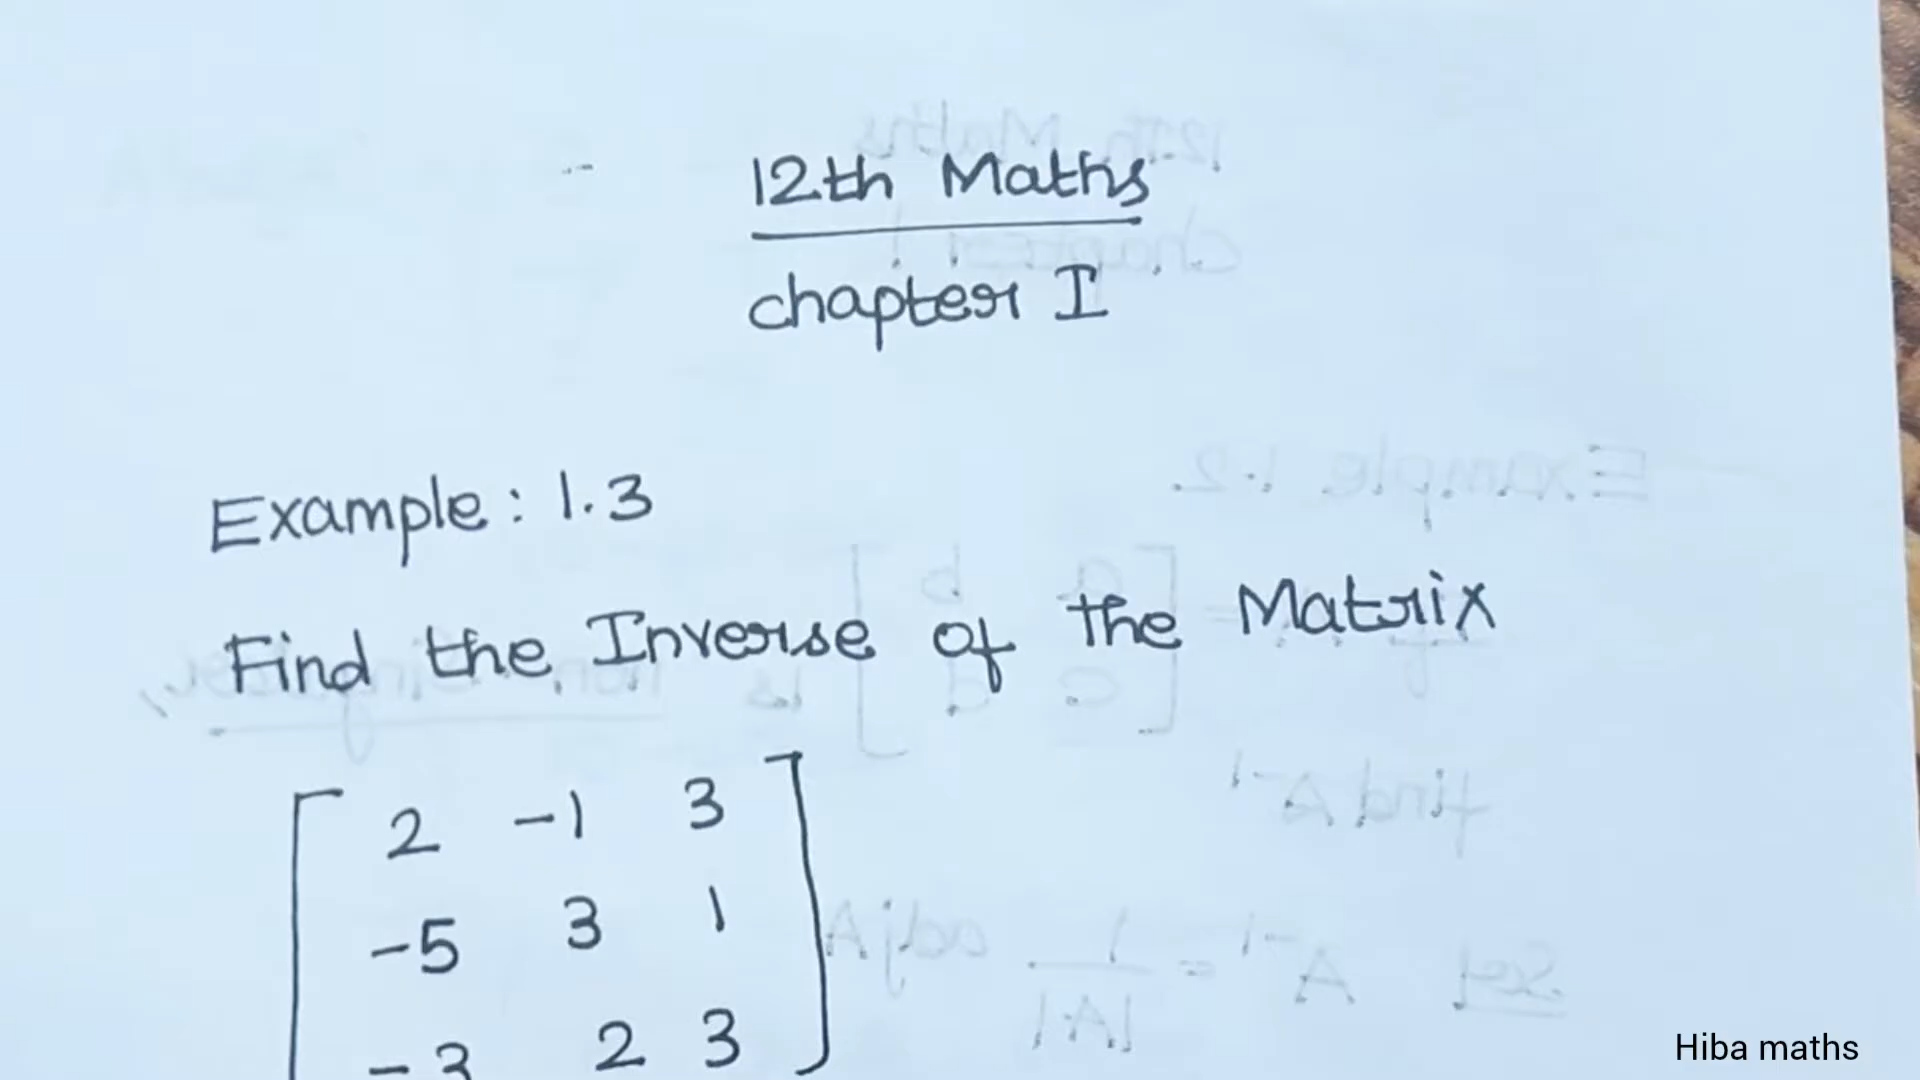 12th Maths
chapter I
Example : 1.3
Find the Inverse of the Matrix
2 -1 3
-5 3 1
-3 2 3
Hiba maths